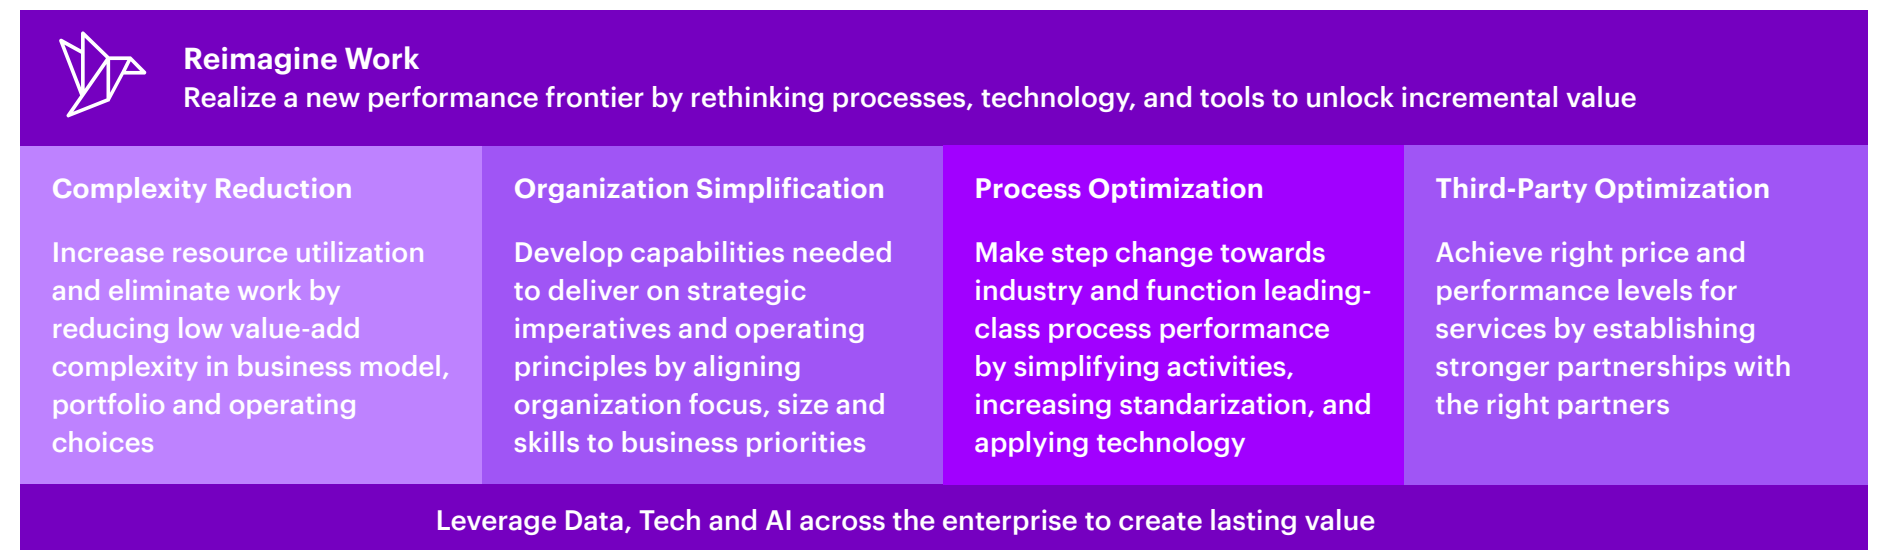 Reimagine Work
Realize a new performance frontier by rethinking processes, technology, and tools to unlock incremental value
Complexity Reduction
Increase resource utilization
and eliminate work by
reducing low value-add
complexity in business model,
portfolio and operating
choices
Organization Simplification
Develop capabilities needed
to deliver on strategic
imperatives and operating
principles by aligning
organization focus, size and
skills to business priorities
Process Optimization
Make step change towards
industry and function leading-
class process performance
by simplifying activities,
increasing standarization, and
applying technology
Third-Party Optimization
Achieve right price and
performance levels for
services by establishing
stronger partnerships with
the right partners
Leverage Data, Tech and AI across the enterprise to create lasting value